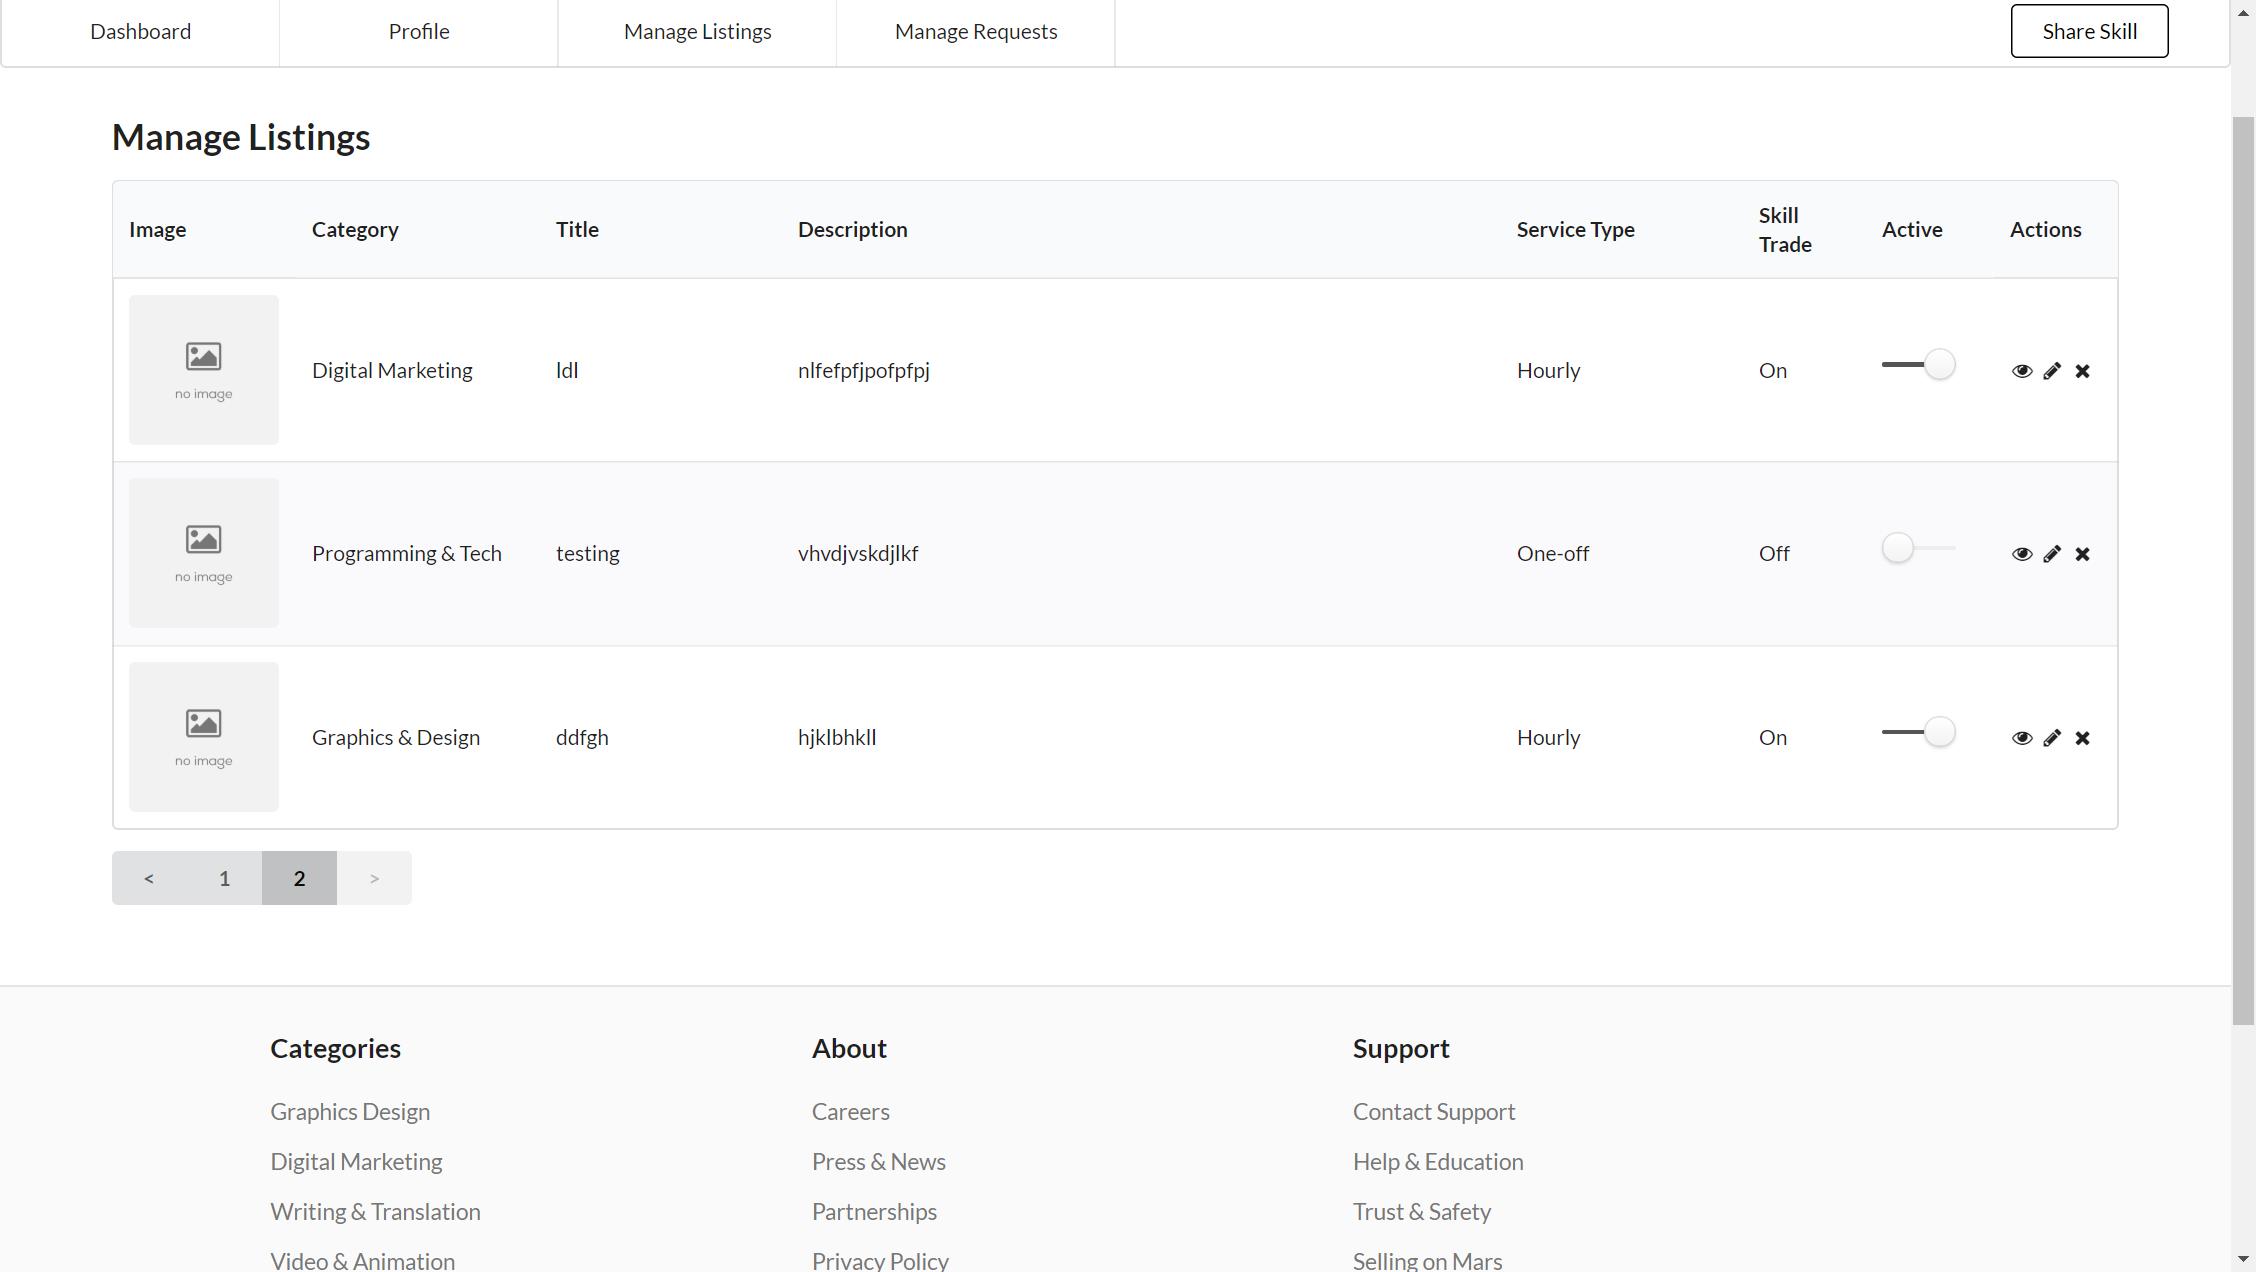 Dashboard Profile Manage Listings Manage Requests Share Skill
Manage Listings
Image Category Title Description Service Type Skill Trade Active Actions
no image Digital Marketing ldl nlfefpfjpofpfpj Hourly On
no image Programming & Tech testing vhvdjvskdjlkf One-off Off
no image Graphics & Design ddfgh hjklbhkll Hourly On
< 1 2 >
Categories About Support
Graphics Design Careers Contact Support
Digital Marketing Press & News Help & Education
Writing & Translation Partnerships Trust & Safety
Video & Animation Privacy Policy Selling on Mars